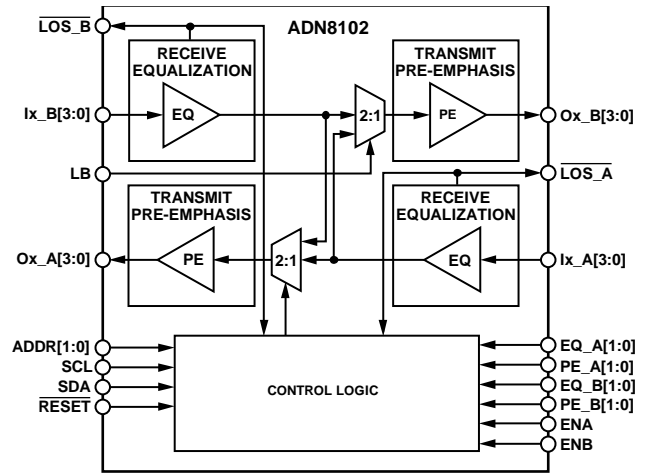 LOS_B
ADN8102
RECEIVE
EQUALIZATION
TRANSMIT
PRE-EMPHASIS
Ix_B[3:0]
EQ
2:1
PE
Ox_B[3:0]
LB
LOS_A
TRANSMIT
PRE-EMPHASIS
RECEIVE
EQUALIZATION
Ox_A[3:0]
PE
2:1
EQ
Ix_A[3:0]
ADDR[1:0]
SCL
SDA
RESET
CONTROL LOGIC
EQ_A[1:0]
PE_A[1:0]
EQ_B[1:0]
PE_B[1:0]
ENA
ENB